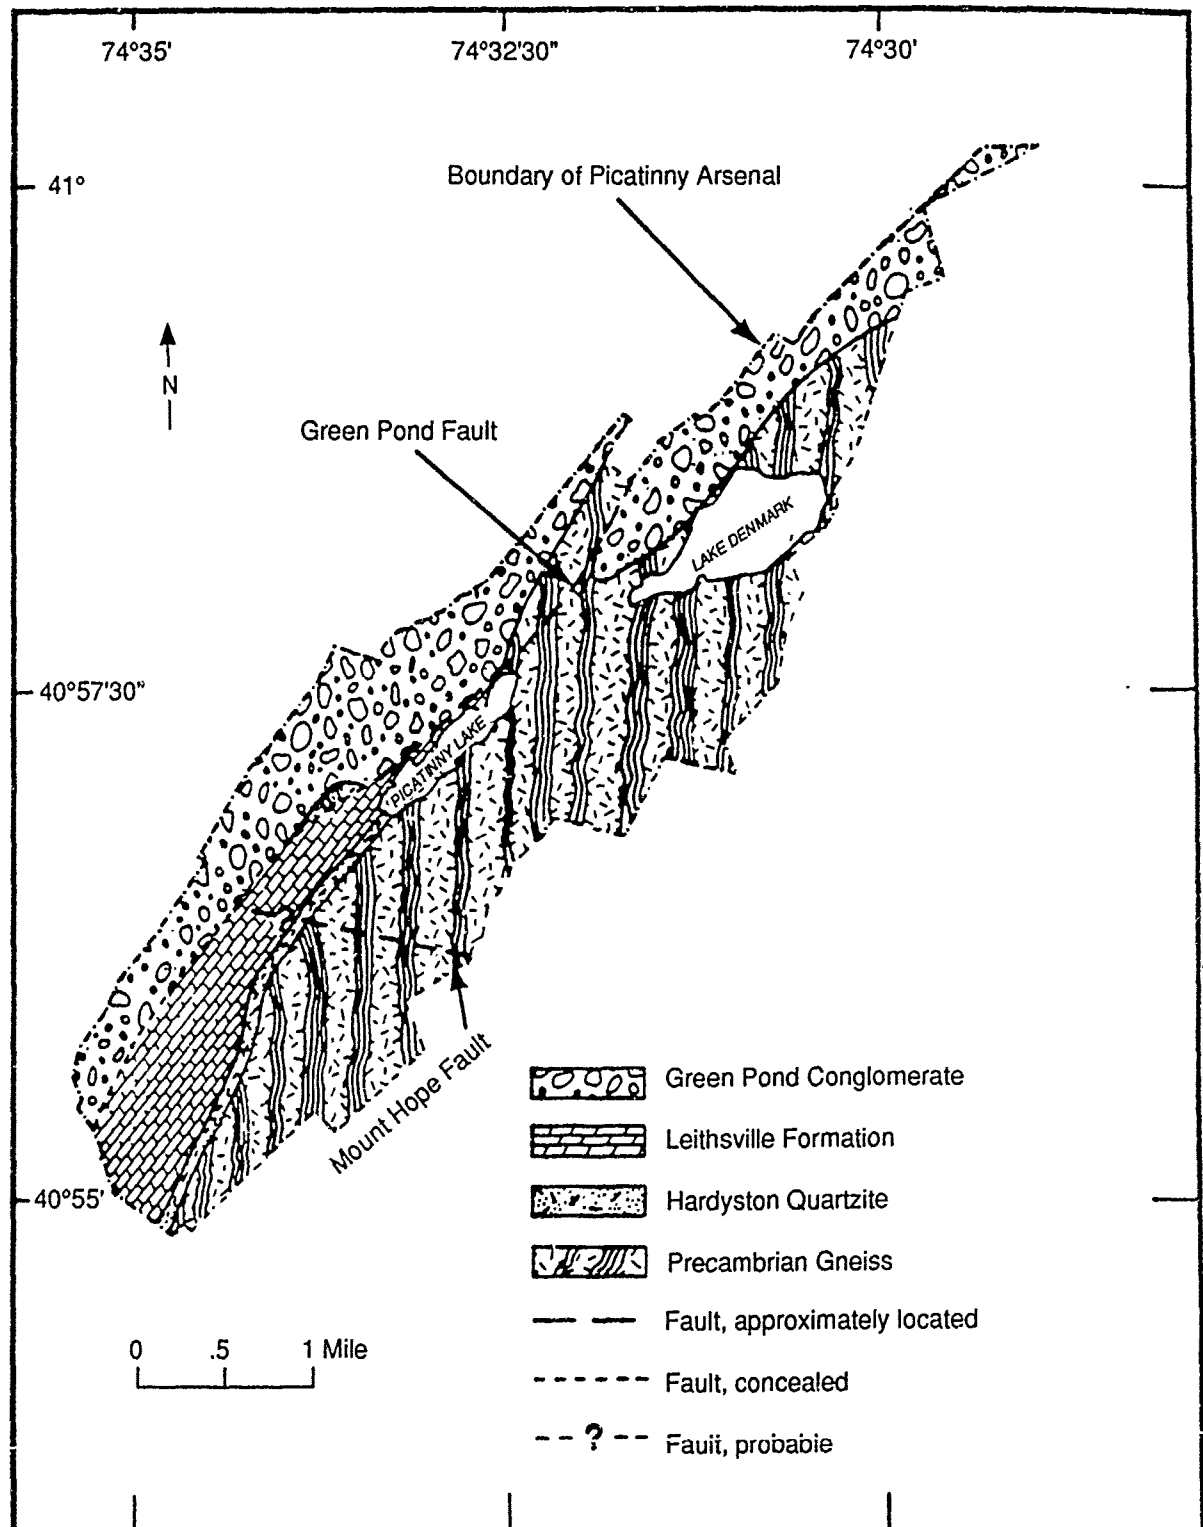 74°35'
74°32'30"
74°30'
41°
Boundary of Picatinny Arsenal
N
Green Pond Fault
LAKE DENMARK
40°57'30"
PICATINNY LAKE
Mount Hope Fault
40°55'
Green Pond Conglomerate
Leithsville Formation
Hardyston Quartzite
Precambrian Gneiss
Fault, approximately located
Fault, concealed
? Fault, probable
0 .5 1 Mile